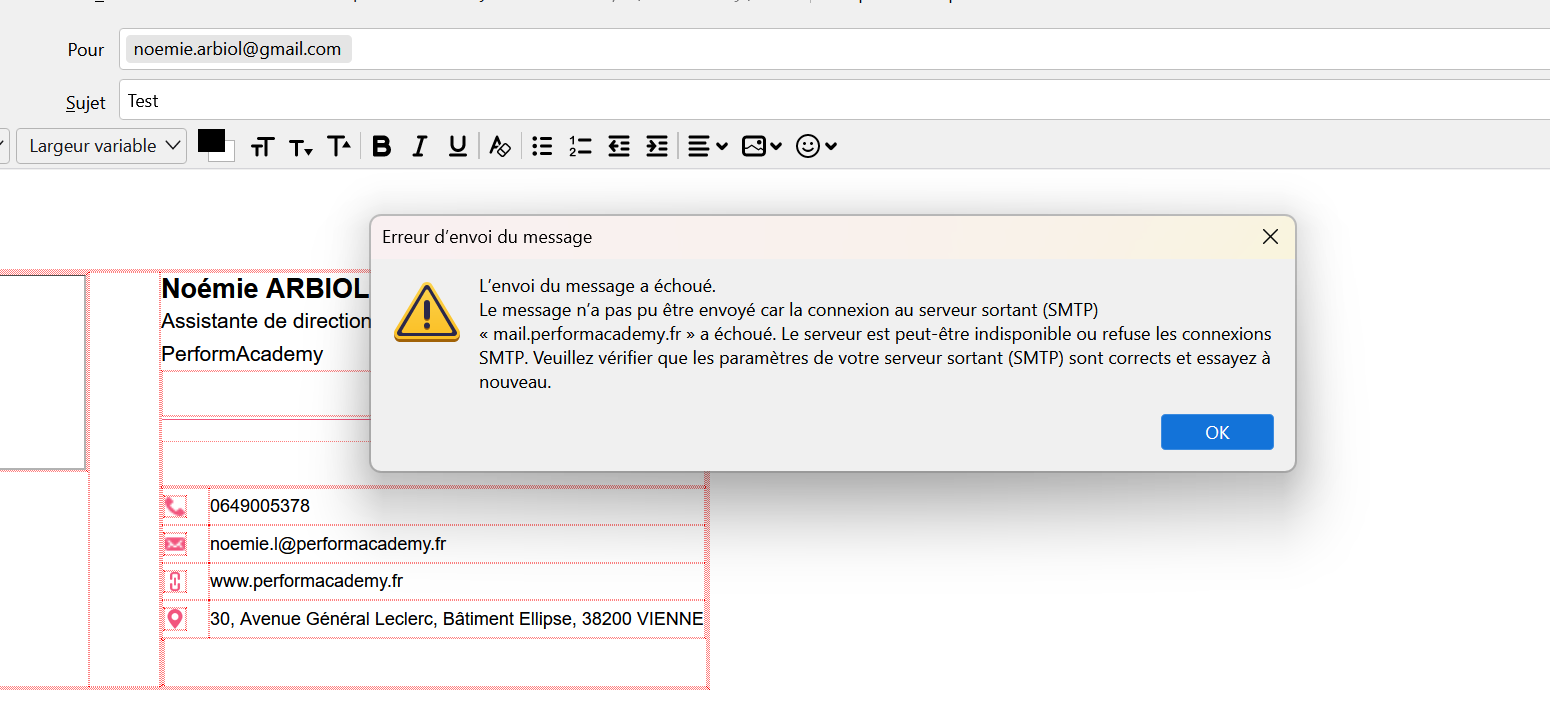 Pour
noemie.arbiol@gmail.com
Sujet
Test
Largeur variable
Erreur d'envoi du message
L'envoi du message a échoué.
Le message n'a pas pu être envoyé car la connexion au serveur sortant (SMTP)
« mail.performacademy.fr » a échoué. Le serveur est peut-être indisponible ou refuse les connexions
SMTP. Veuillez vérifier que les paramètres de votre serveur sortant (SMTP) sont corrects et essayez à
nouveau.
OK
Noémie ARBIOL
Assistante de direction
PerformAcademy
0649005378
noemie.l@performacademy.fr
www.performacademy.fr
30, Avenue Général Leclerc, Bâtiment Ellipse, 38200 VIENNE